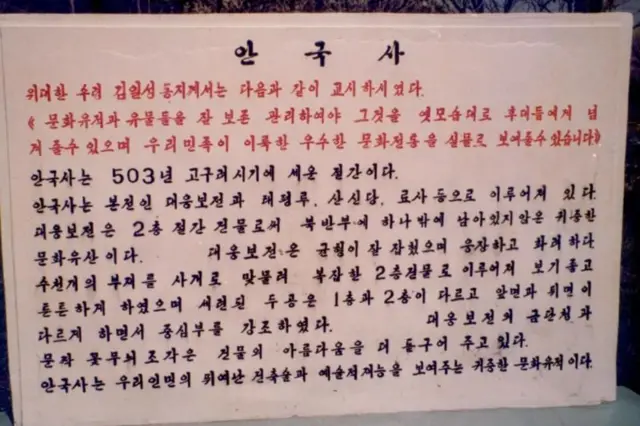 안 국 사
위대한 수령 김일성동지께서는 다음과 같이 교시하시였다.
《문화유적과 유물들을 잘 보존 관리하여야 그것을 옛모습대로 후대들에게 넘
겨줄수 있으며 우리 민족이 이룩한 우수한 문화전통을 실물로 보여줄수 있습니다》
안국사는 503년 고구려시기에 세운 절간이다.
안국사는 본전인 대웅보전과 태평루, 산신당, 료사 등으로 이루어져 있다.
대웅보전은 2층 절간 건물로써 북반부에 하나밖에 남아있지 않은 귀중한
문화유산이다. 대웅보전은 균형이 잘 잡혔으며 웅장하고 화려하다
수천개의 부재를 사개로 맞물려 복잡한 2층건물로 이루어져 보기 좋고
튼튼하게 하였으며 세련된 두공은 1층과 2층이 다르고 앞면과 뒤면이
다르게 하면서 중심부를 강조하였다. 대웅보전의 금단청과
문짝 꽃무늬 조각은 건물의 아름다움을 더 돋구어 주고 있다.
안국사는 우리 인민의 뛰여난 건축술과 예술적재능을 보여주는 귀중한 문화유적이다.